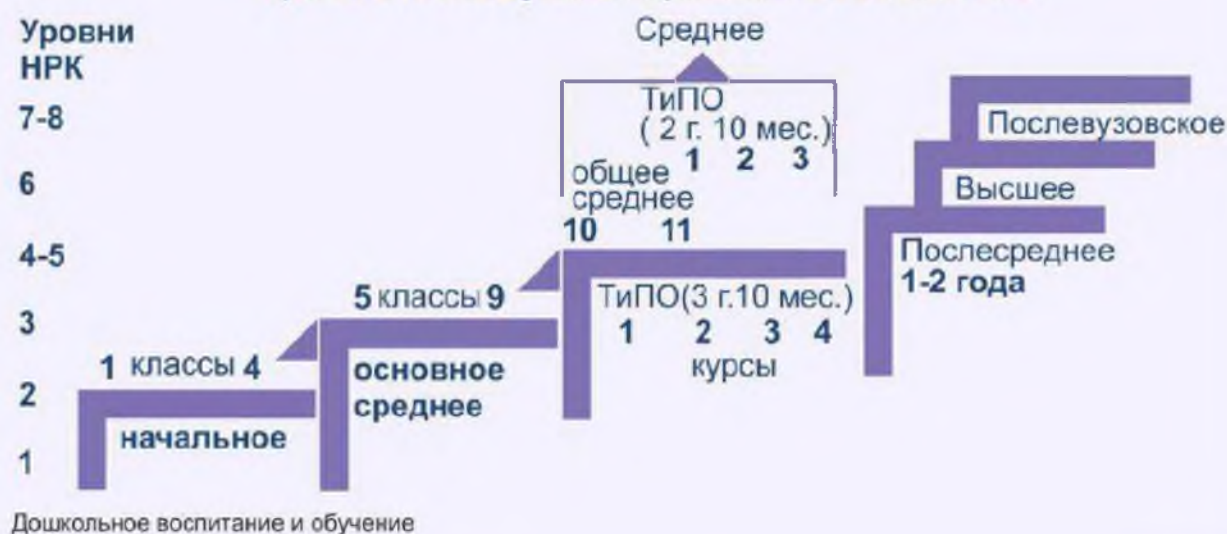 Уровни
НРК
7-8
6
4-5
3
2
1
Среднее
ТиПО
( 2 г. 10 мес.)
1 2 3
общее
среднее
10 11
ТиПО(3 г.10 мес.)
1 2 3 4
курсы
5 классы 9
основное
среднее
1 классы 4
начальное
Послевузовское
Высшее
Послесреднее
1-2 года
Дошкольное воспитание и обучение